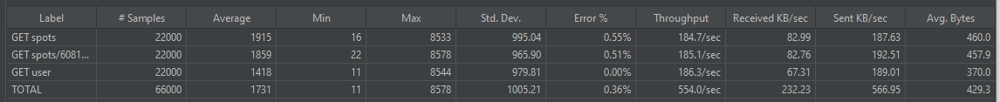 Label # Samples Average Min Max Std. Dev. Error % Throughput Received KB/sec Sent KB/sec Avg. Bytes
GET spots 22000 1915 16 8533 995.04 0.55% 184.7/sec 82.99 187.63 460.0
GET spots/6081... 22000 1859 22 8578 965.90 0.51% 185.1/sec 82.76 192.51 457.9
GET user 22000 1418 11 8544 979.81 0.00% 186.3/sec 67.31 189.01 370.0
TOTAL 66000 1731 11 8578 1005.21 0.36% 554.0/sec 232.23 566.95 429.3